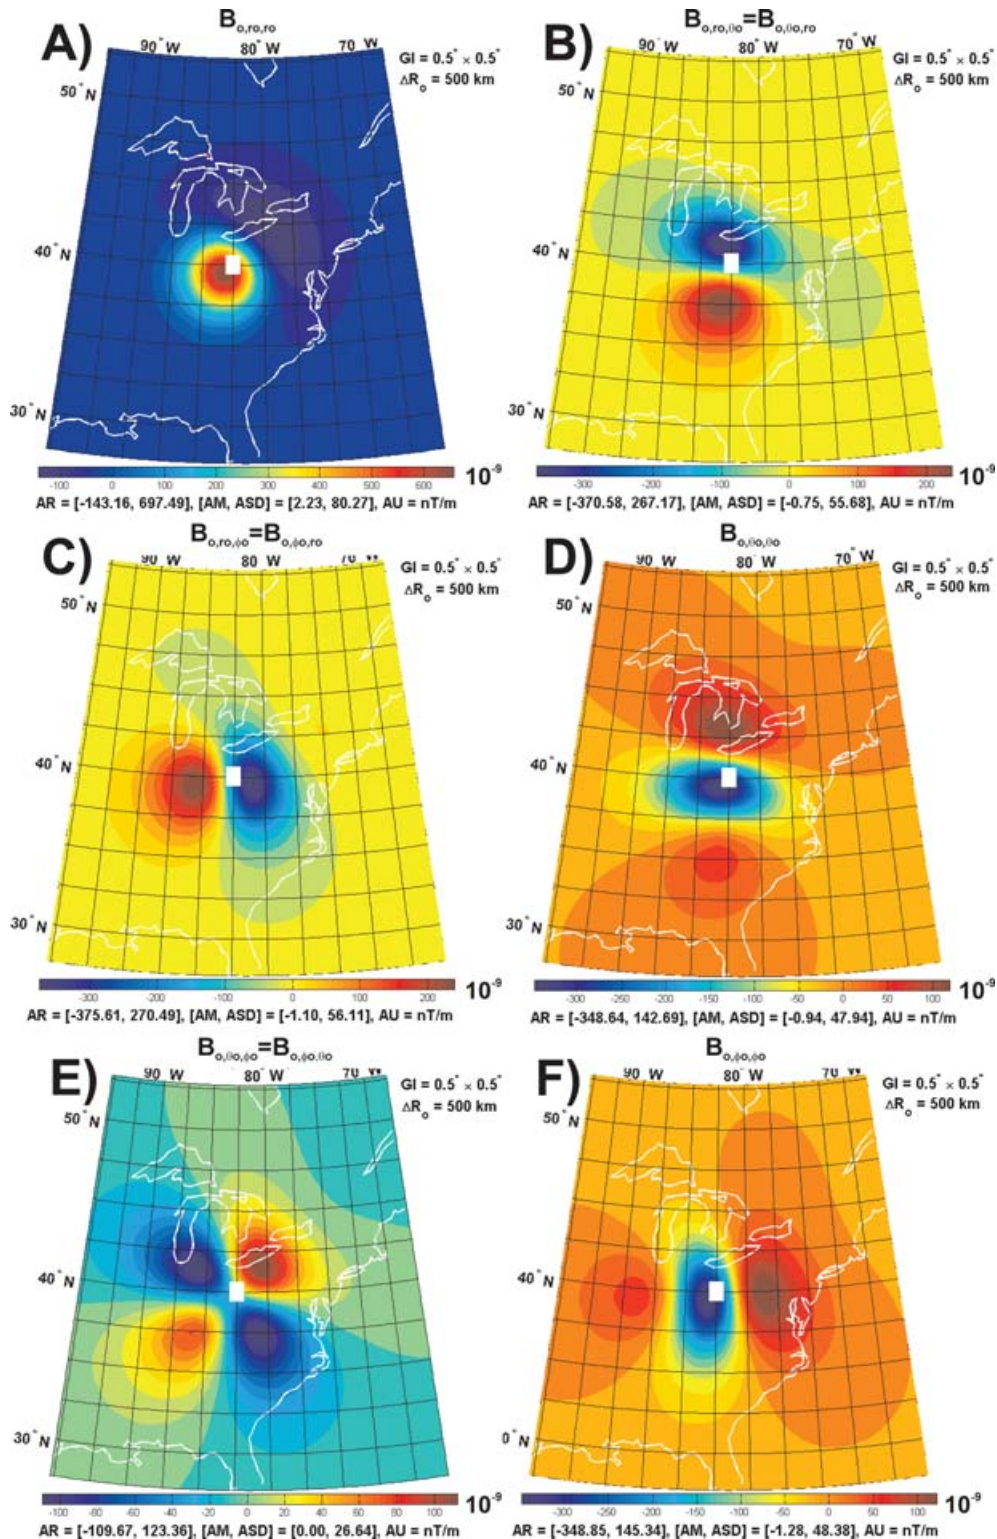 A)
B_o,ro,ro
90° W
80° W
70° W
GI = 0.5° × 0.5°
ΔR_o = 500 km
50° N
40° N
30° N
-100 0 100 200 300 400 500 600
10^-9
AR = [-143.16, 697.49], [AM, ASD] = [2.23, 80.27], AU = nT/m
B)
B_o,ro,θo=B_o,θo,ro
90° W
80° W
70° W
GI = 0.5° × 0.5°
ΔR_o = 500 km
50° N
40° N
30° N
-300 -200 -100 0 100 200
10^-9
AR = [-370.58, 267.17], [AM, ASD] = [-0.75, 55.68], AU = nT/m
C)
B_o,ro,ϕo=B_o,ϕo,ro
90 W
80 W
70 W
GI = 0.5° × 0.5°
ΔR_o = 500 km
50° N
40° N
30° N
-300 -200 -100 0 100 200
10^-9
AR = [-375.61, 270.49], [AM, ASD] = [-1.10, 56.11], AU = nT/m
D)
B_o,θo,θo
90° W
80° W
70° W
GI = 0.5° × 0.5°
ΔR_o = 500 km
50° N
40° N
30° N
-300 -250 -200 -150 -100 -50 0 50 100
10^-9
AR = [-348.64, 142.69], [AM, ASD] = [-0.94, 47.94], AU = nT/m
E)
B_o,θo,ϕo=B_o,ϕo,θo
90 W
80° W
70 W
GI = 0.5° × 0.5°
ΔR_o = 500 km
50° N
40° N
30° N
-100 -80 -60 -40 -20 0 20 40 60 80 100
10^-9
AR = [-109.67, 123.36], [AM, ASD] = [0.00, 26.64], AU = nT/m
F)
B_o,ϕo,ϕo
90° W
80° W
70° W
GI = 0.5° × 0.5°
ΔR_o = 500 km
50° N
40° N
0° N
-300 -250 -200 -150 -100 -50 0 50 100
10^-9
AR = [-348.85, 145.34], [AM, ASD] = [-1.28, 48.38], AU = nT/m